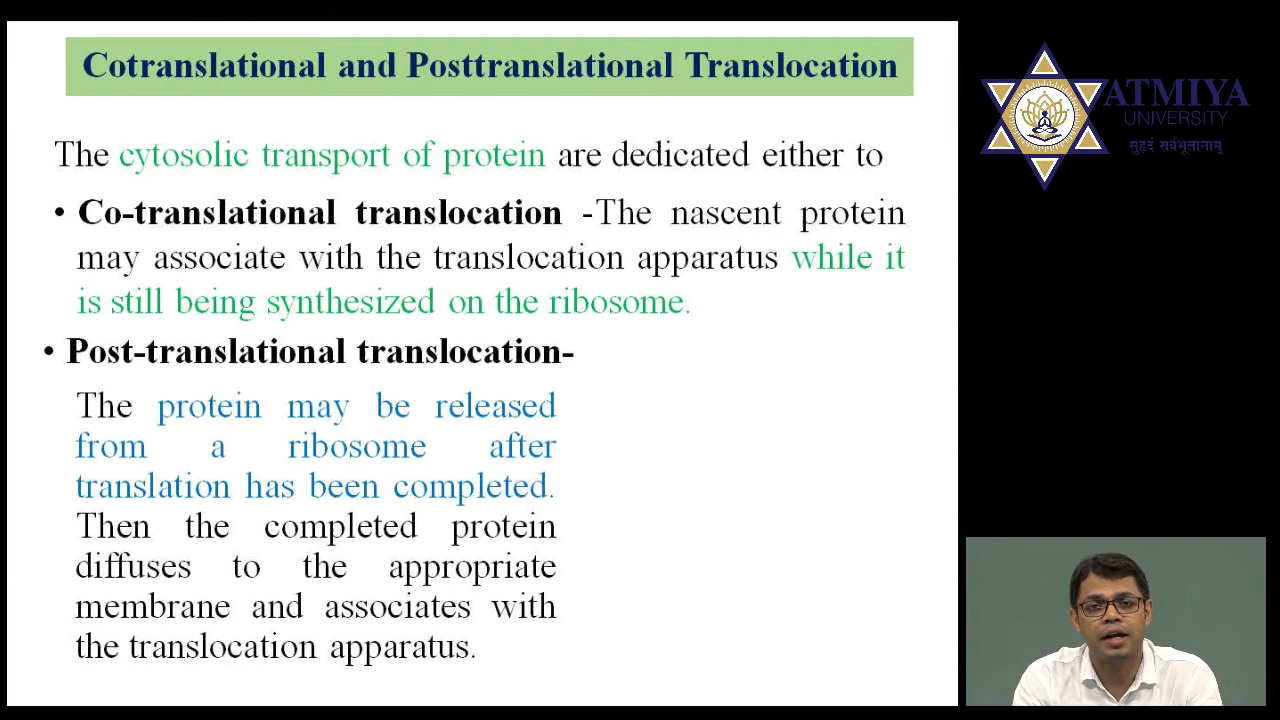 Cotranslational and Posttranslational Translocation
The cytosolic transport of protein are dedicated either to
• Co-translational translocation -The nascent protein
may associate with the translocation apparatus while it
is still being synthesized on the ribosome.
• Post-translational translocation-
The protein may be released
from a ribosome after
translation has been completed.
Then the completed protein
diffuses to the appropriate
membrane and associates with
the translocation apparatus.
ATMIYA
UNIVERSITY
सुहृदं सर्वभूतानाम्